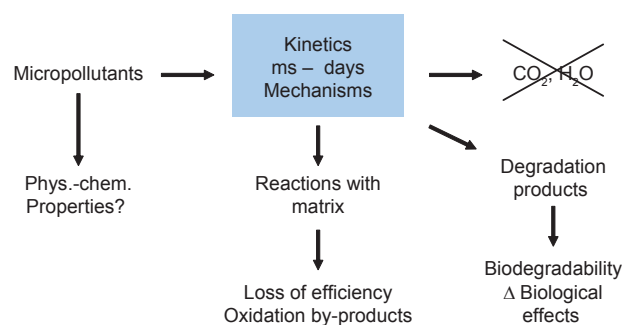 Micropollutants
Kinetics
ms – days
Mechanisms
CO2, H2O
Phys.-chem.
Properties?
Reactions with
matrix
Degradation
products
Loss of efficiency
Oxidation by-products
Biodegradability
Δ Biological
effects